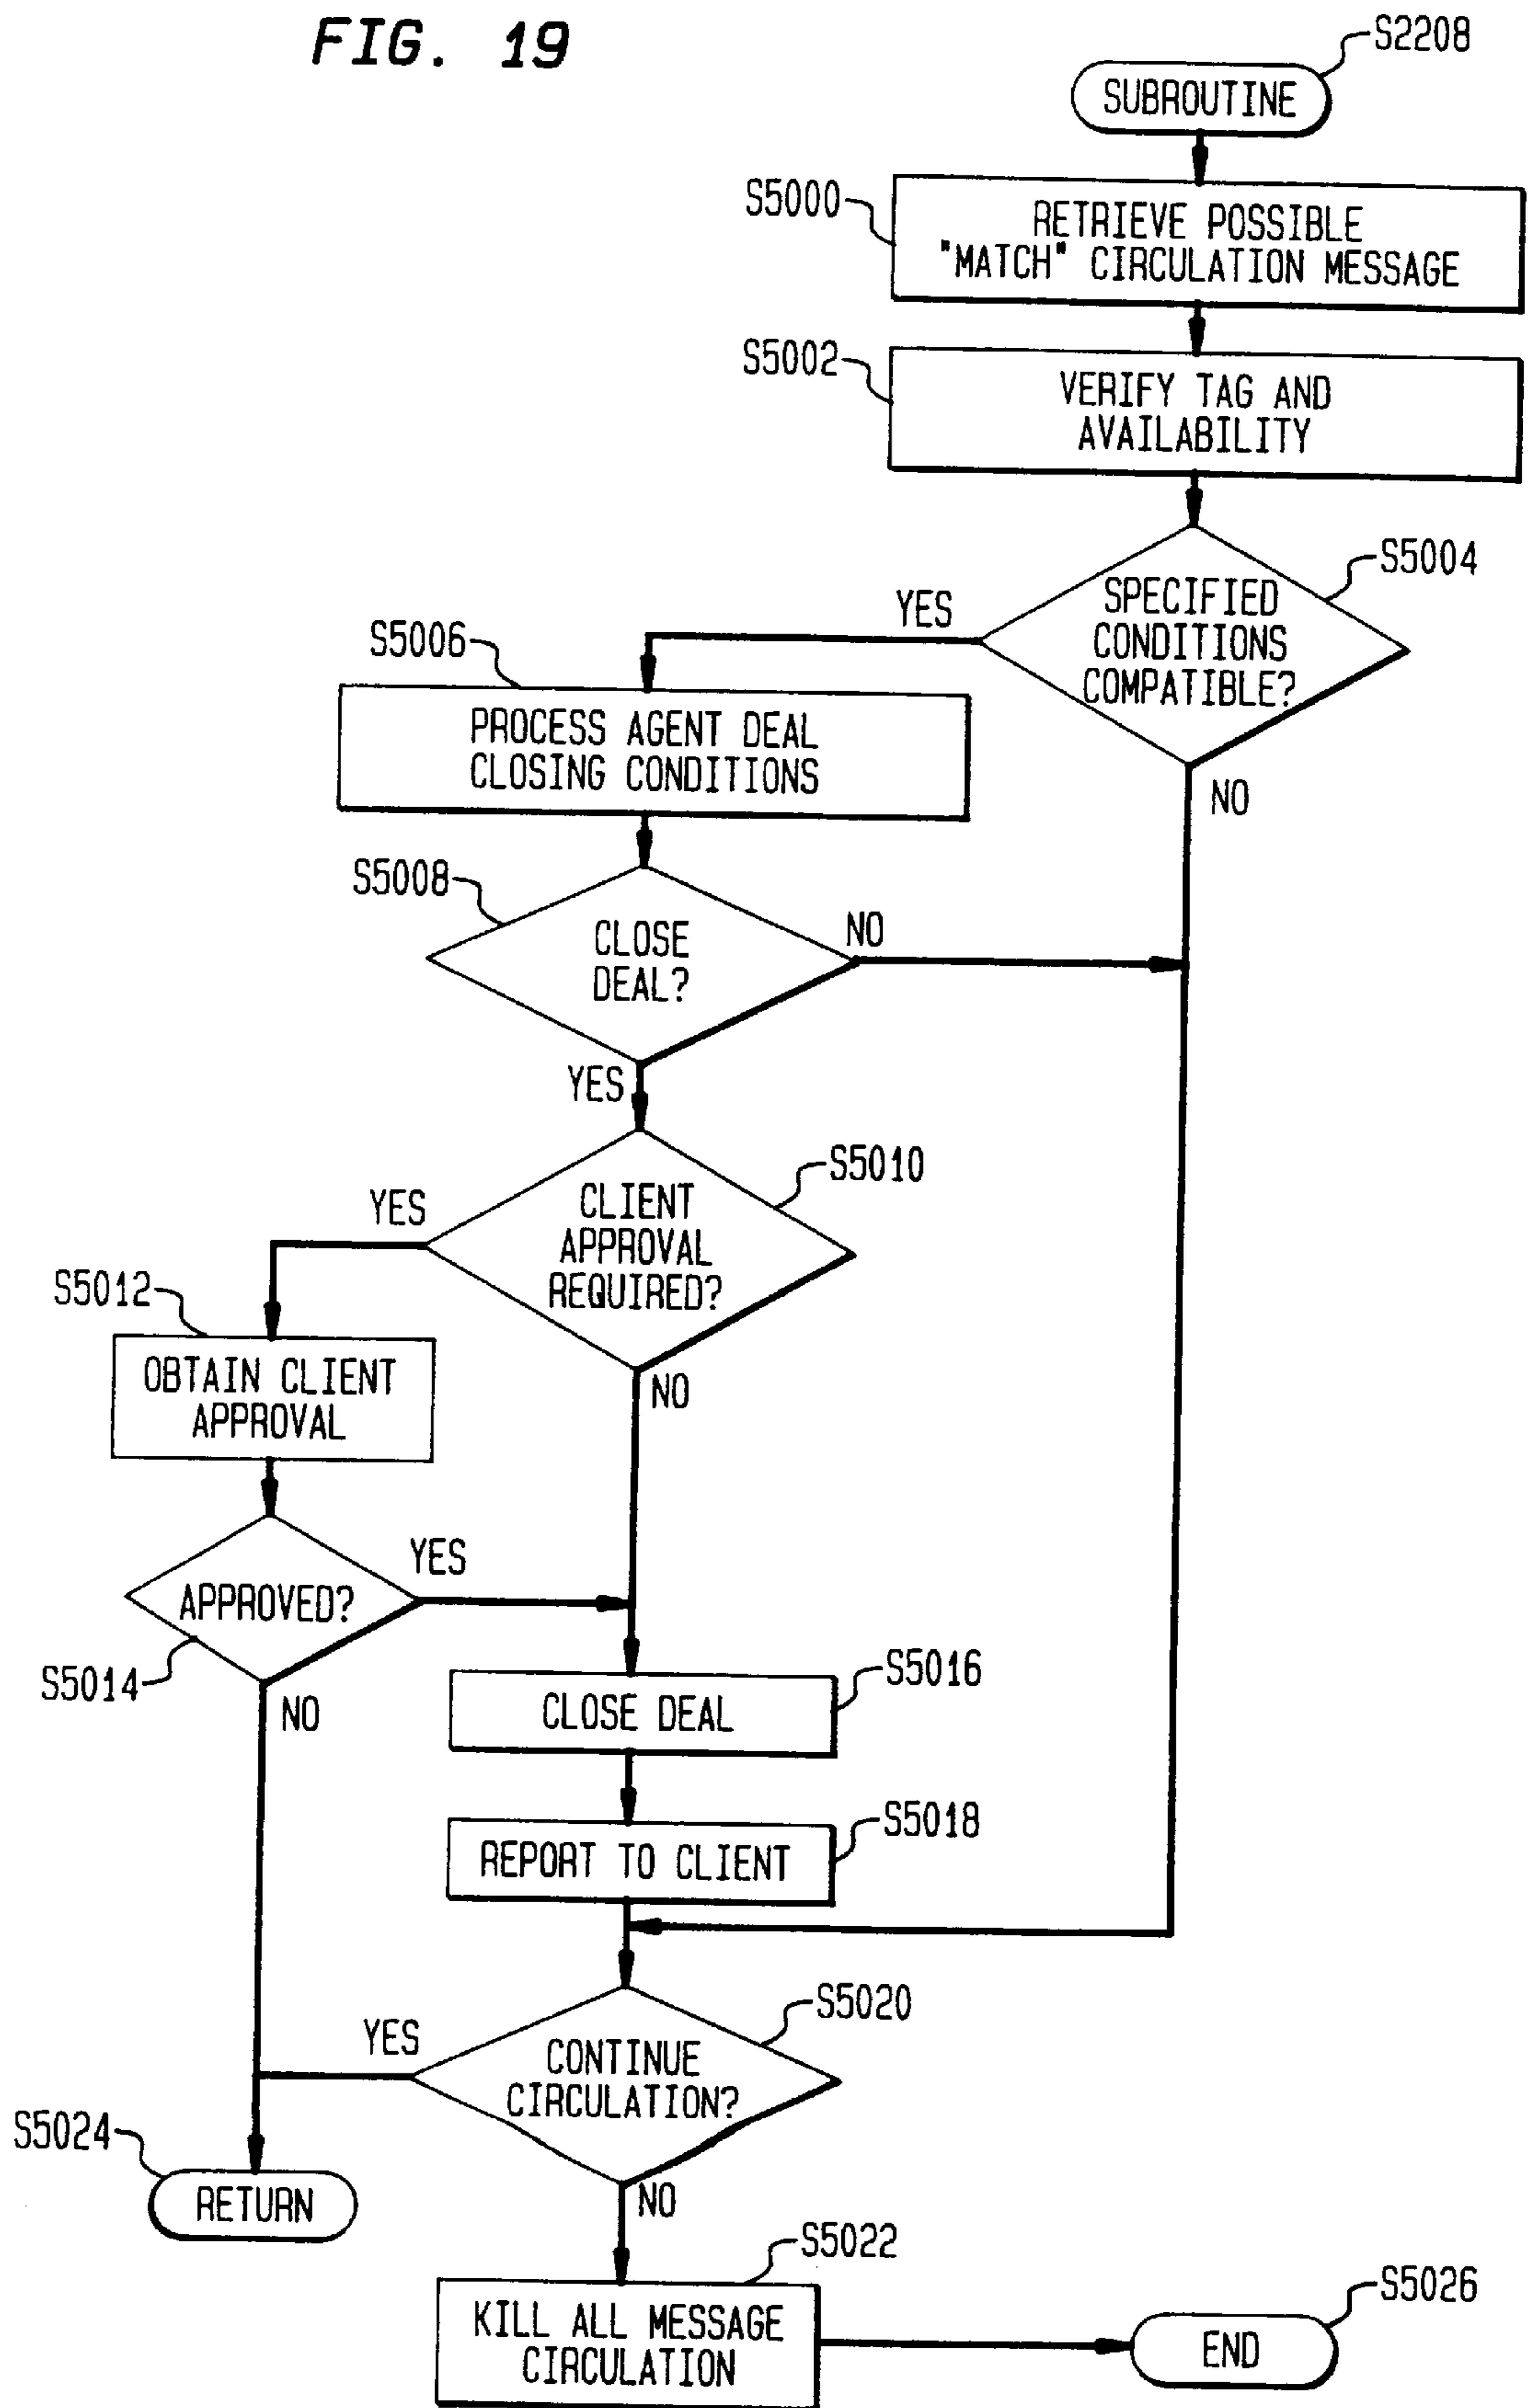 FIG. 19
S2208
SUBROUTINE
S5000
RETRIEVE POSSIBLE
"MATCH" CIRCULATION MESSAGE
S5002
VERIFY TAG AND
AVAILABILITY
S5004
SPECIFIED
CONDITIONS
COMPATIBLE?
YES
NO
S5006
PROCESS AGENT DEAL
CLOSING CONDITIONS
S5008
CLOSE
DEAL?
NO
YES
S5010
CLIENT
APPROVAL
REQUIRED?
YES
NO
S5012
OBTAIN CLIENT
APPROVAL
YES
APPROVED?
S5014
NO
S5016
CLOSE DEAL
S5018
REPORT TO CLIENT
S5020
YES
CONTINUE
CIRCULATION?
NO
S5024
RETURN
S5022
KILL ALL MESSAGE
CIRCULATION
S5026
END